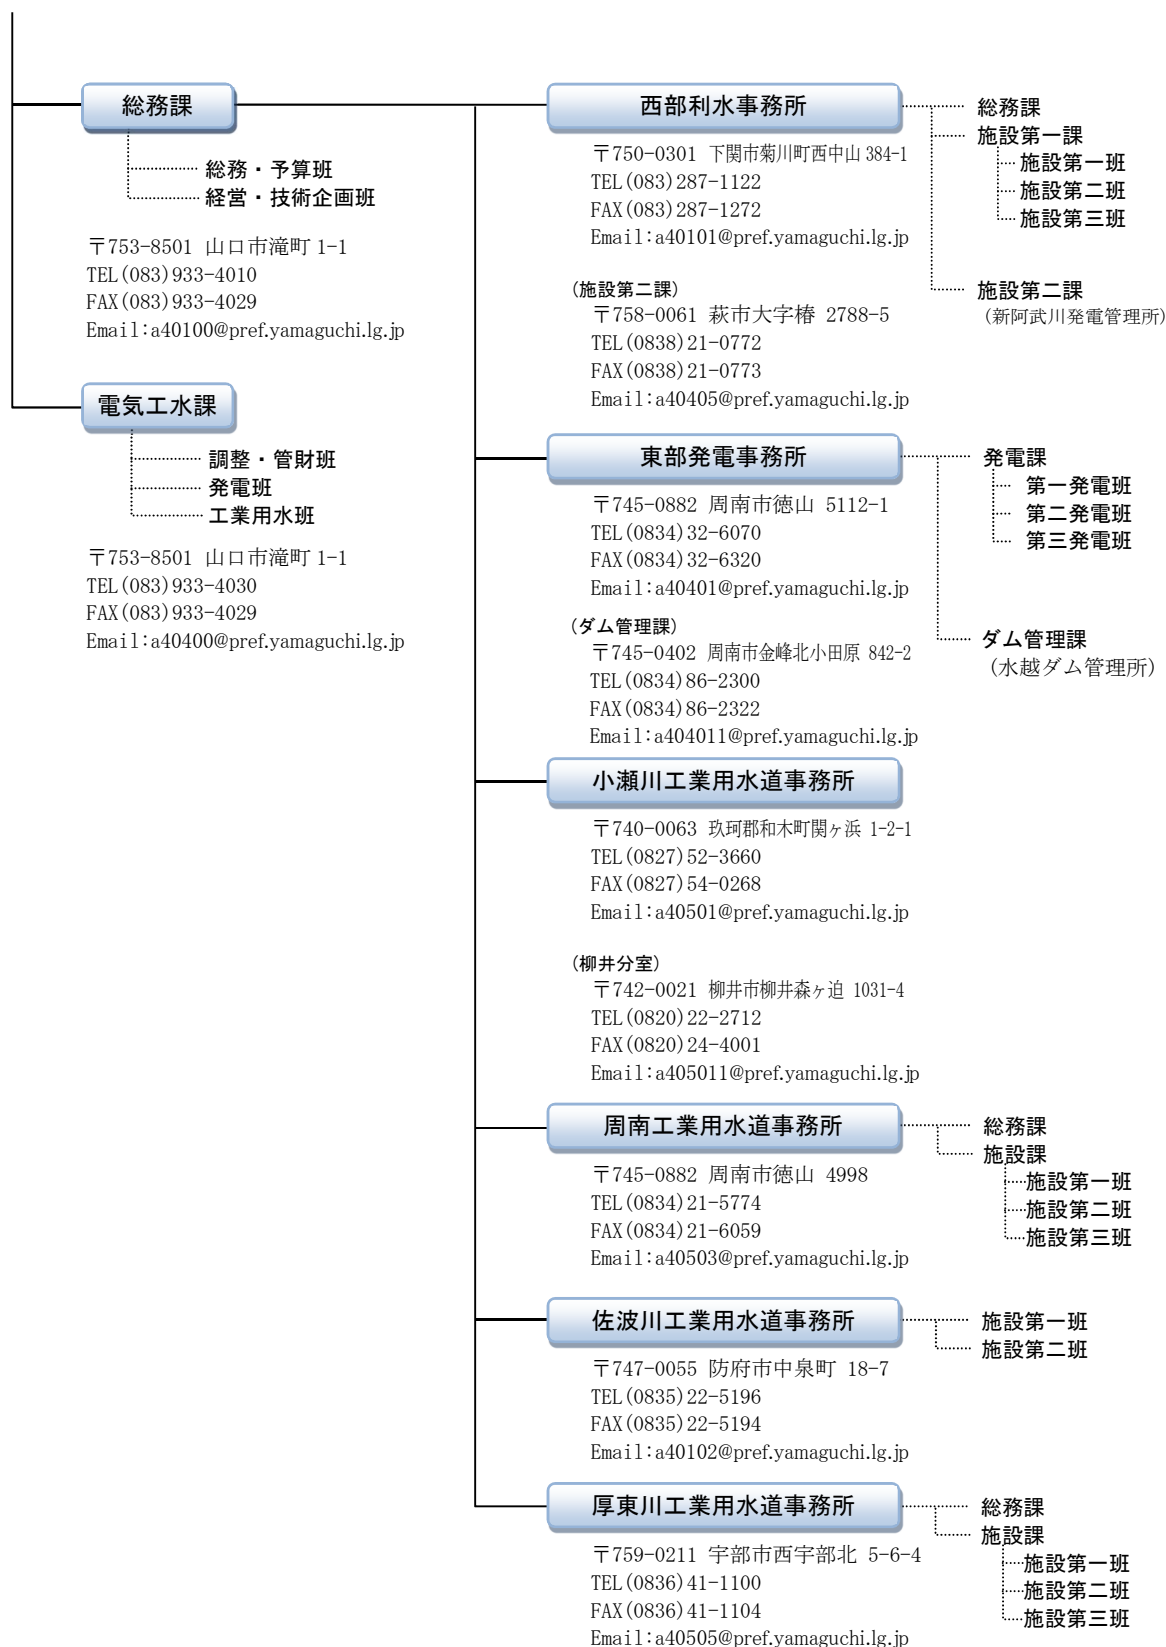 総務課
総務・予算班
経営・技術企画班
〒753-8501 山口市滝町 1-1
TEL(083)933-4010
FAX(083)933-4029
Email:a40100@pref.yamaguchi.lg.jp
電気工水課
調整・管財班
発電班
工業用水班
〒753-8501 山口市滝町 1-1
TEL(083)933-4030
FAX(083)933-4029
Email:a40400@pref.yamaguchi.lg.jp
西部利水事務所
〒750-0301 下関市菊川町西中山 384-1
TEL(083)287-1122
FAX(083)287-1272
Email:a40101@pref.yamaguchi.lg.jp
(施設第二課)
〒758-0061 萩市大字椿 2788-5
TEL(0838)21-0772
FAX(0838)21-0773
Email:a40405@pref.yamaguchi.lg.jp
総務課
施設第一課
施設第一班
施設第二班
施設第三班
施設第二課
(新阿武川発電管理所)
東部発電事務所
〒745-0882 周南市徳山 5112-1
TEL(0834)32-6070
FAX(0834)32-6320
Email:a40401@pref.yamaguchi.lg.jp
(ダム管理課)
〒745-0402 周南市金峰北小田原 842-2
TEL(0834)86-2300
FAX(0834)86-2322
Email:a404011@pref.yamaguchi.lg.jp
発電課
第一発電班
第二発電班
第三発電班
ダム管理課
(水越ダム管理所)
小瀬川工業用水道事務所
〒740-0063 玖珂郡和木町関ヶ浜 1-2-1
TEL(0827)52-3660
FAX(0827)54-0268
Email:a40501@pref.yamaguchi.lg.jp
(柳井分室)
〒742-0021 柳井市柳井森ヶ迫 1031-4
TEL(0820)22-2712
FAX(0820)24-4001
Email:a405011@pref.yamaguchi.lg.jp
周南工業用水道事務所
〒745-0882 周南市徳山 4998
TEL(0834)21-5774
FAX(0834)21-6059
Email:a40503@pref.yamaguchi.lg.jp
総務課
施設課
施設第一班
施設第二班
施設第三班
佐波川工業用水道事務所
〒747-0055 防府市中泉町 18-7
TEL(0835)22-5196
FAX(0835)22-5194
Email:a40102@pref.yamaguchi.lg.jp
施設第一班
施設第二班
厚東川工業用水道事務所
〒759-0211 宇部市西宇部北 5-6-4
TEL(0836)41-1100
FAX(0836)41-1104
Email:a40505@pref.yamaguchi.lg.jp
総務課
施設課
施設第一班
施設第二班
施設第三班